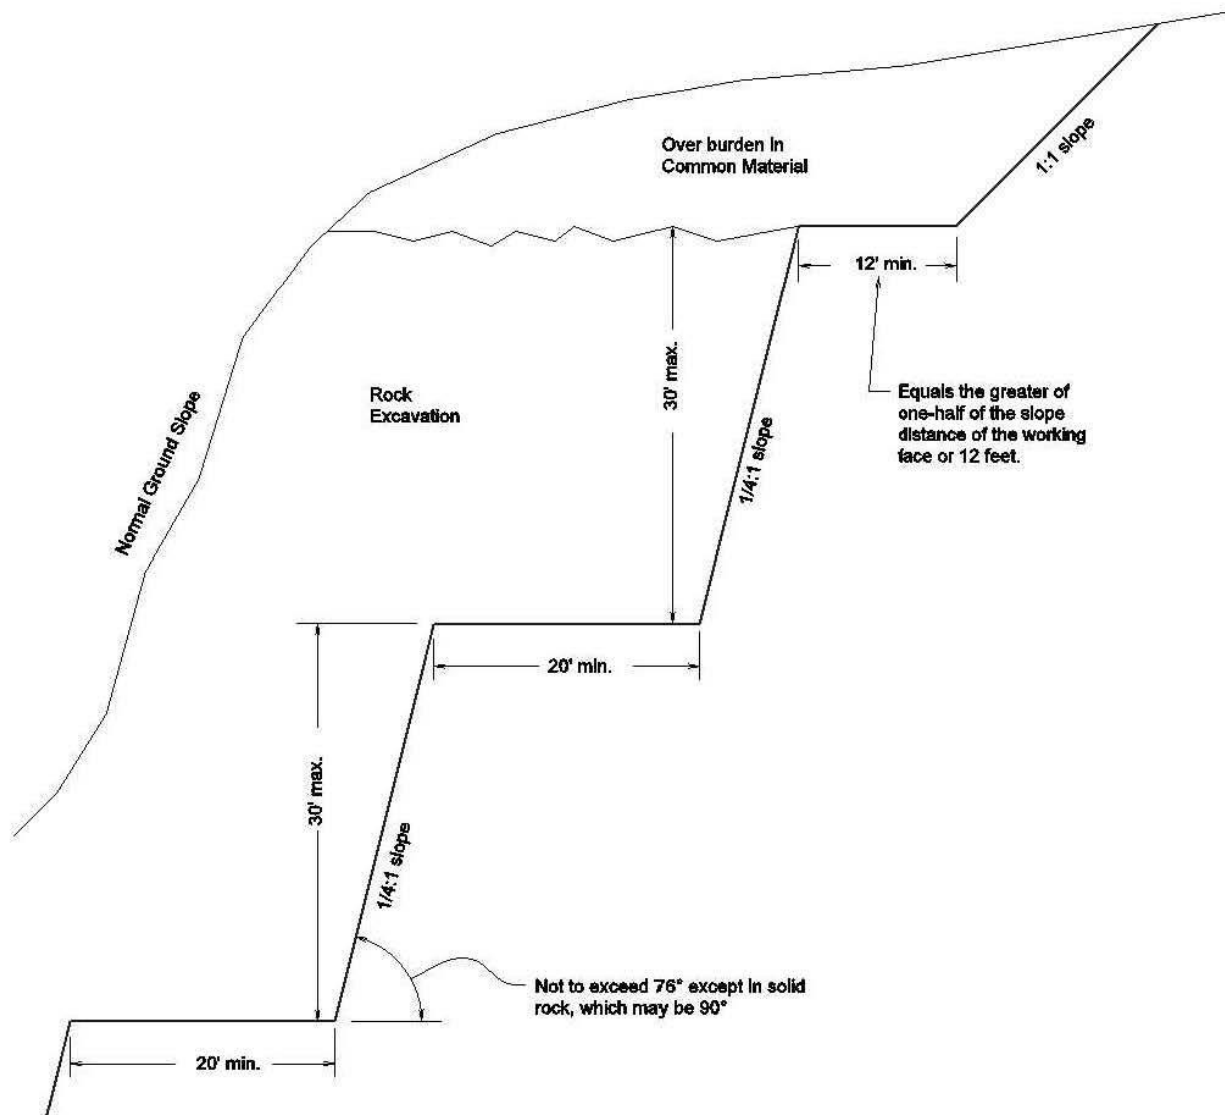 Over burden in
Common Material
1:1 slope
12' min.
30' max.
Rock
Excavation
Equals the greater of
one-half of the slope
distance of the working
face or 12 feet.
Normal Ground Slope
1/4:1 slope
20' min.
30' max.
1/4:1 slope
Not to exceed 76° except in solid
rock, which may be 90°
20' min.